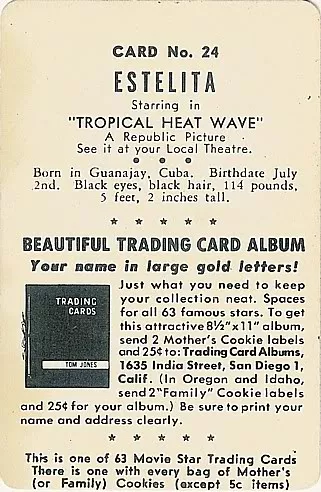 CARD No. 24
ESTELITA
Starring in
"TROPICAL HEAT WAVE"
A Republic Picture
See it at your Local Theatre.
Born in Guanajay, Cuba. Birthdate July
2nd. Black eyes, black hair, 114 pounds,
5 feet, 2 inches tall.
BEAUTIFUL TRADING CARD ALBUM
Your name in large gold letters!
TRADING
CARDS
TOM JONES
Just what you need to keep
your collection neat. Spaces
for all 63 famous stars. To get
this attractive 8½"x11" album,
send 2 Mother's Cookie labels
and 25¢ to: Trading Card Albums,
1635 India Street, San Diego 1,
Calif. (In Oregon and Idaho,
send 2 "Family" Cookie labels
and 25¢ for your album.) Be sure to print your
name and address clearly.
This is one of 63 Movie Star Trading Cards
There is one with every bag of Mother's
(or Family) Cookies (except 5c items)